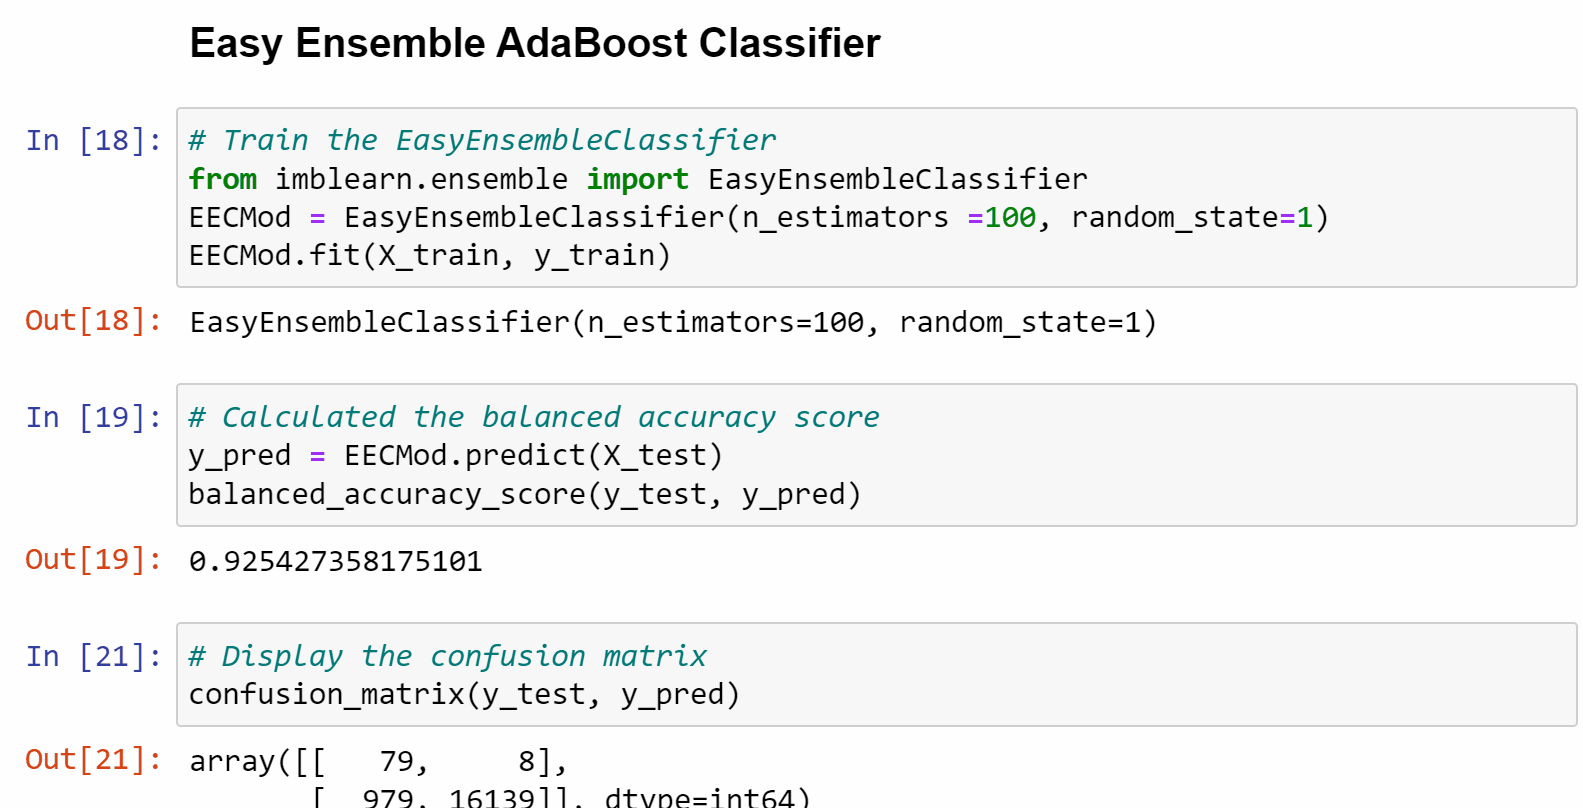 Easy Ensemble AdaBoost Classifier
In [18]: # Train the EasyEnsembleClassifier
from imblearn.ensemble import EasyEnsembleClassifier
EECMod = EasyEnsembleClassifier(n_estimators =100, random_state=1)
EECMod.fit(X_train, y_train)
Out[18]: EasyEnsembleClassifier(n_estimators=100, random_state=1)
In [19]: # Calculated the balanced accuracy score
y_pred = EECMod.predict(X_test)
balanced_accuracy_score(y_test, y_pred)
Out[19]: 0.925427358175101
In [21]: # Display the confusion matrix
confusion_matrix(y_test, y_pred)
Out[21]: array([[   79,     8],
[  979, 16139]], dtype=int64)